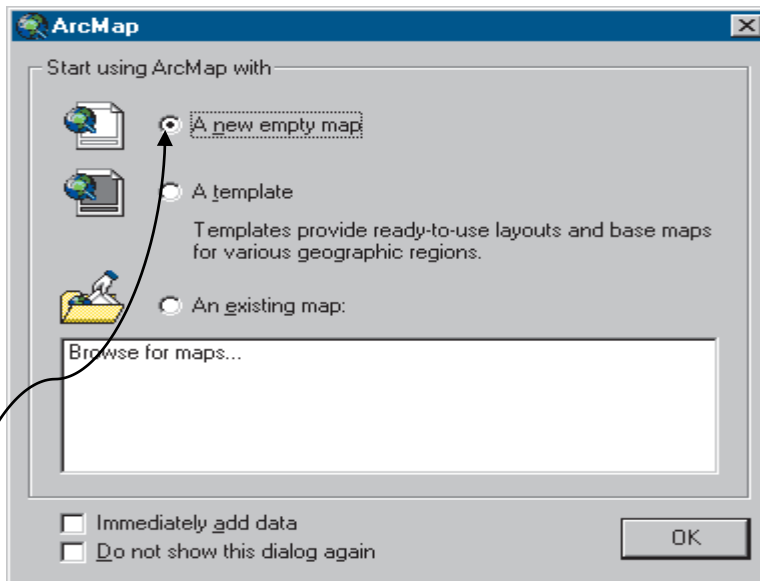 ArcMap
Start using ArcMap with
A new empty map
A template
Templates provide ready-to-use layouts and base maps
for various geographic regions.
An existing map:
Browse for maps...
Immediately add data
Do not show this dialog again
OK